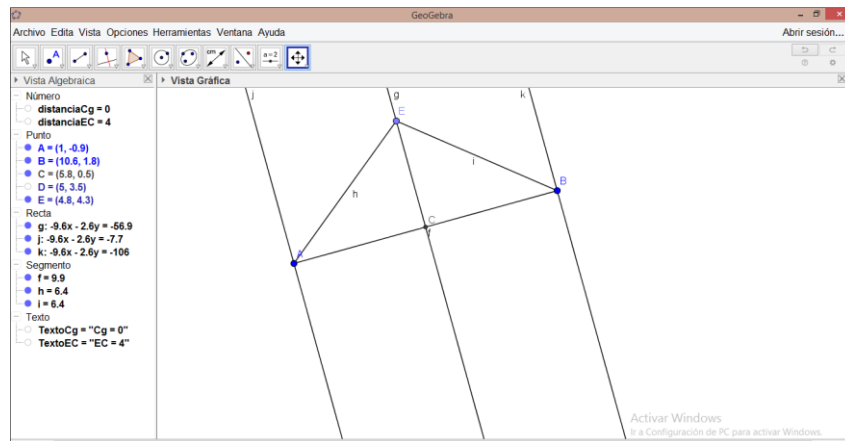 GeoGebra
Archivo Edita Vista Opciones Herramientas Ventana Ayuda
Abrir sesión...
A
cm
a=2
Vista Algebraica
Vista Gráfica
Número
distanciaCg = 0
distanciaEC = 4
Punto
A = (1, -0.9)
B = (10.6, 1.8)
C = (5.8, 0.5)
D = (5, 3.5)
E = (4.8, 4.3)
Recta
g: -9.6x - 2.6y = -56.9
j: -9.6x - 2.6y = -7.7
k: -9.6x - 2.6y = -106
Segmento
f = 9.9
h = 6.4
i = 6.4
Texto
TextoCg = "Cg = 0"
TextoEC = "EC = 4"
j
g
k
E
i
B
h
C
f
A
Activar Windows
Ir a Configuración de PC para activar Windows.